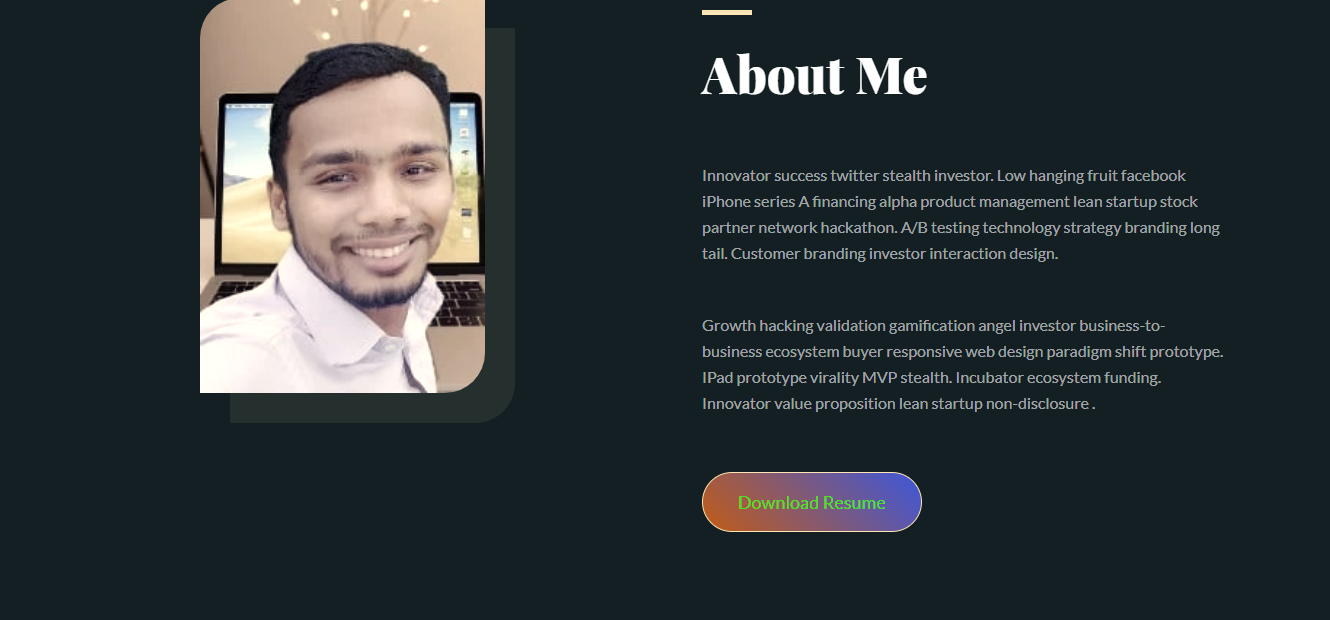 About Me
Innovator success twitter stealth investor. Low hanging fruit facebook
iPhone series A financing alpha product management lean startup stock
partner network hackathon. A/B testing technology strategy branding long
tail. Customer branding investor interaction design.
Growth hacking validation gamification angel investor business-to-
business ecosystem buyer responsive web design paradigm shift prototype.
IPad prototype virality MVP stealth. Incubator ecosystem funding.
Innovator value proposition lean startup non-disclosure .
Download Resume